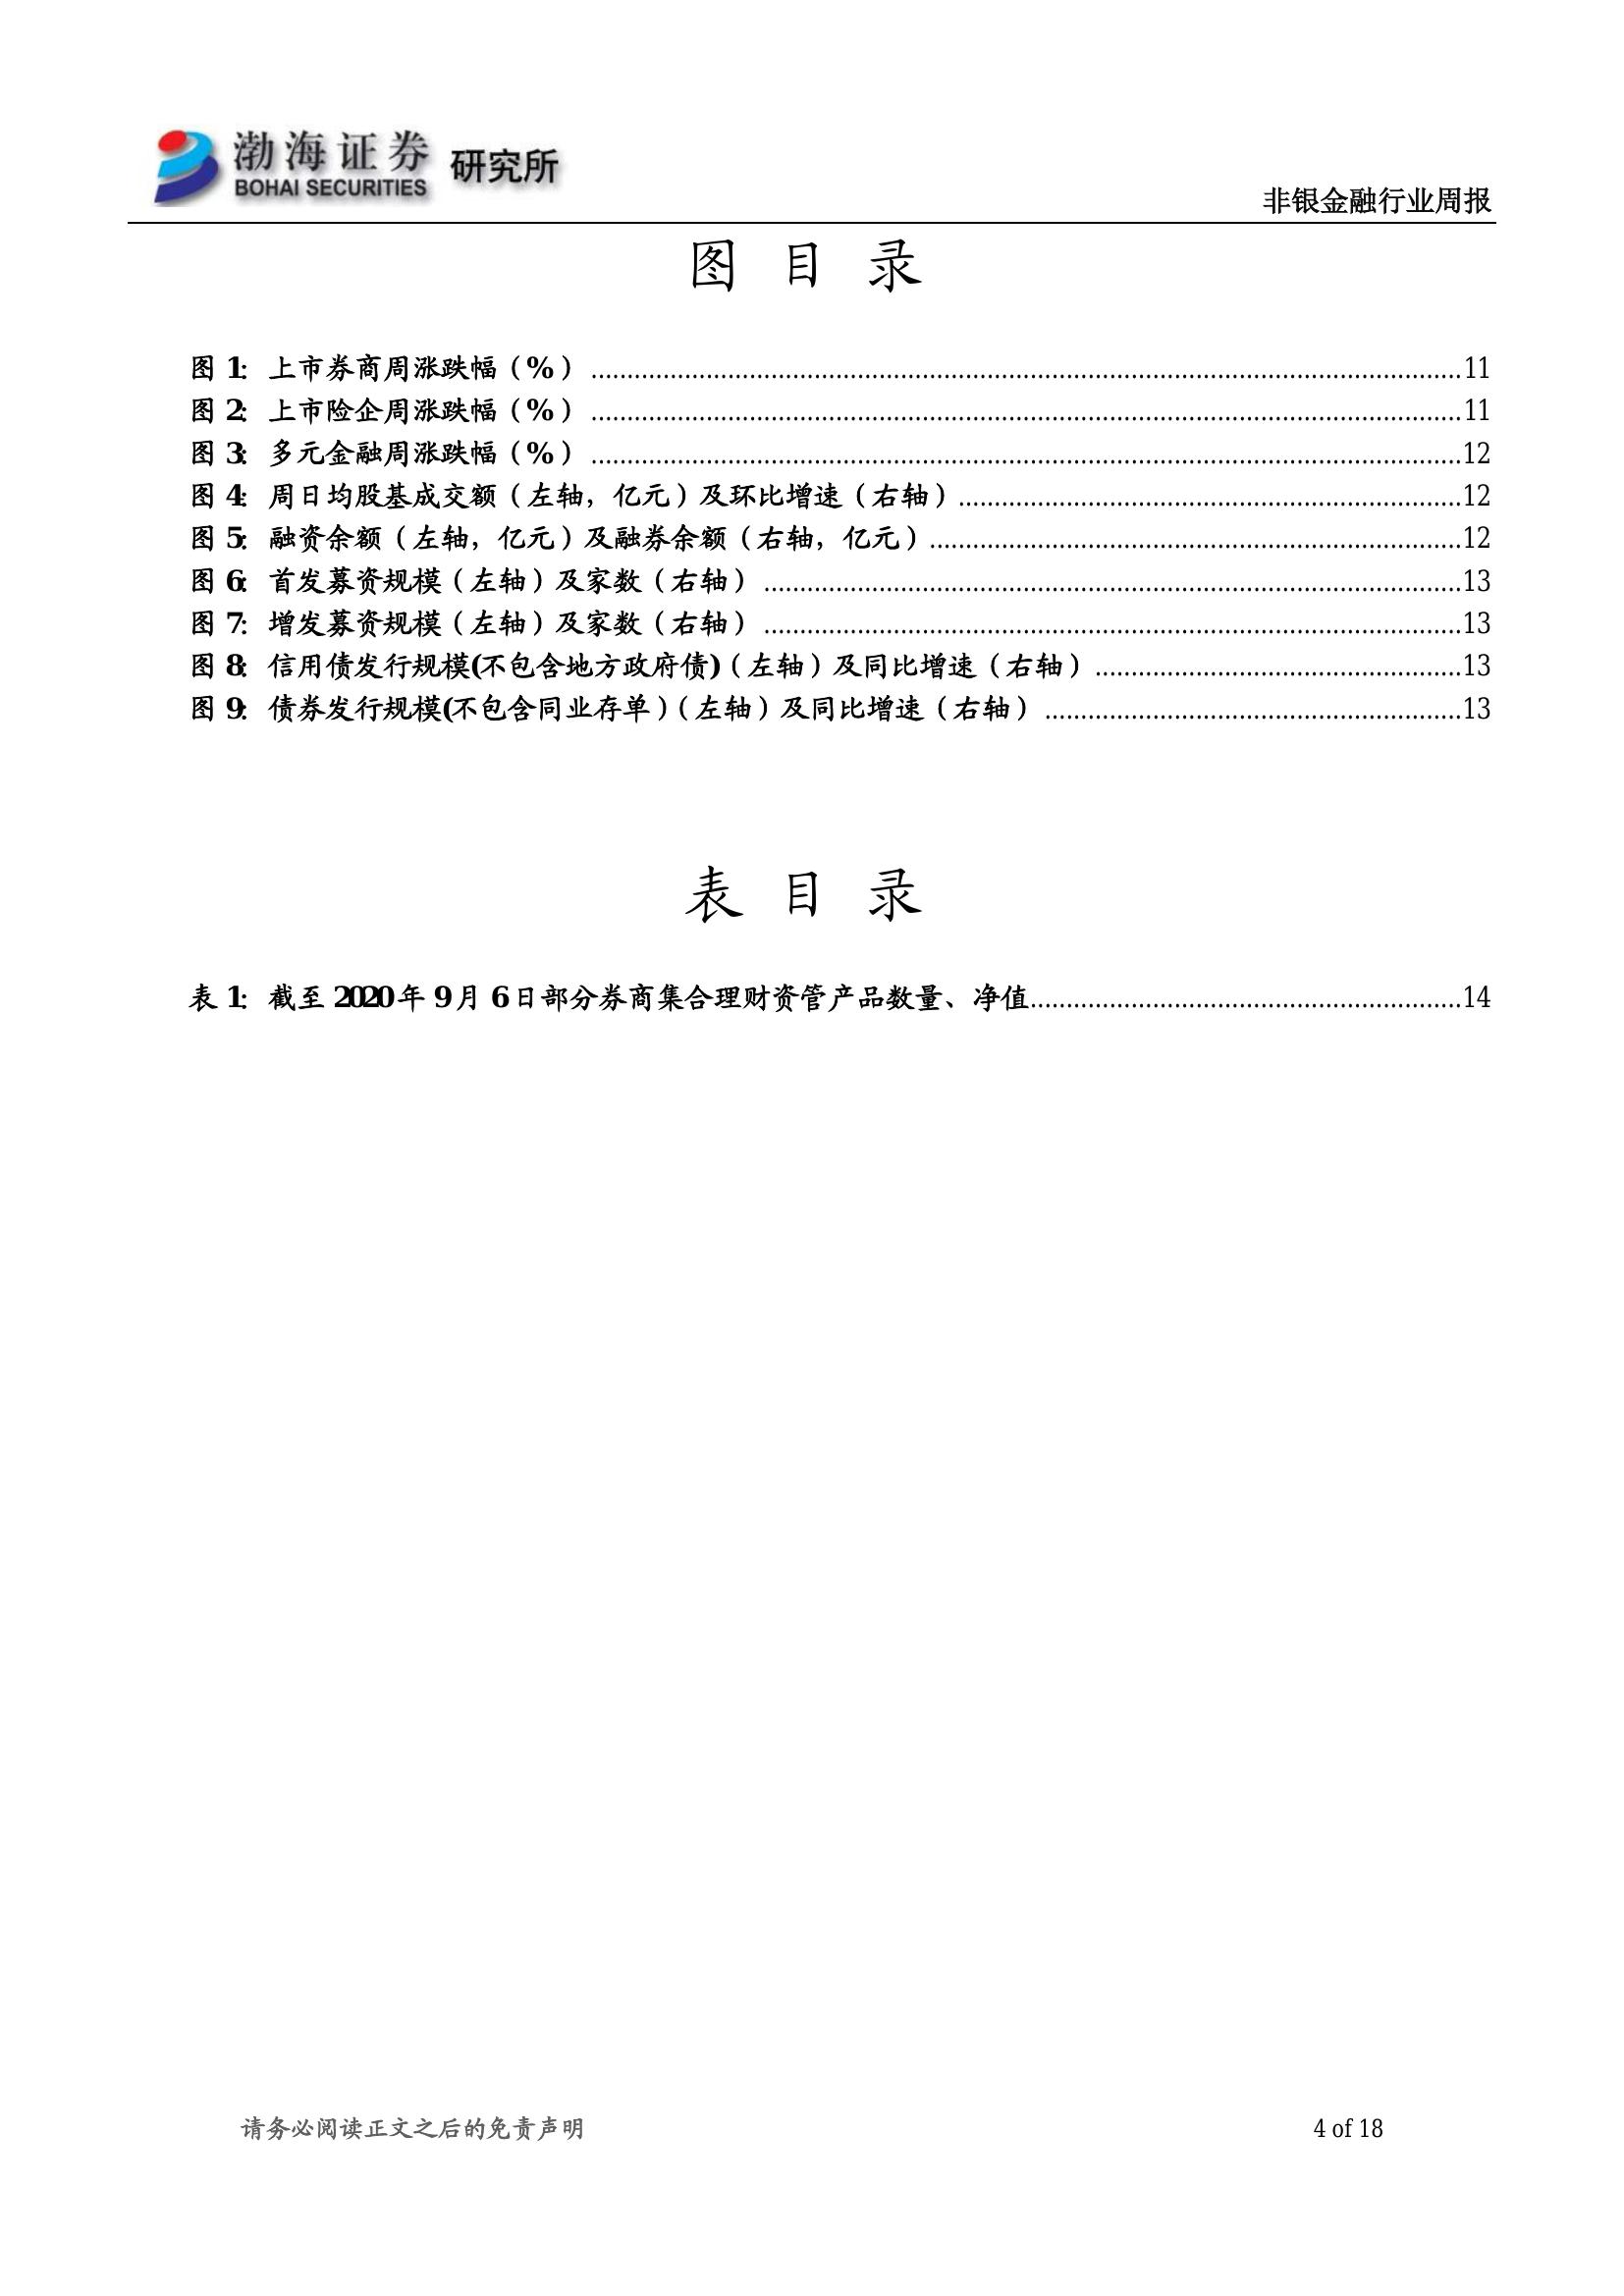 渤海证券 研究所
BOHAI SECURITIES
非银金融行业周报
图 目 录
图 1: 上市券商周涨跌幅（%）...........................................................11
图 2: 上市险企周涨跌幅（%）...........................................................11
图 3: 多元金融周涨跌幅（%）...........................................................12
图 4: 周日均股基成交额（左轴，亿元）及环比增速（右轴）...........................................................12
图 5: 融资余额（左轴，亿元）及融券余额（右轴，亿元）...........................................................12
图 6: 首发募资规模（左轴）及家数（右轴）...........................................................13
图 7: 增发募资规模（左轴）及家数（右轴）...........................................................13
图 8: 信用债发行规模(不包含地方政府债)（左轴）及同比增速（右轴）...........................................................13
图 9: 债券发行规模(不包含同业存单)（左轴）及同比增速（右轴）...........................................................13
表 目 录
表 1: 截至 2020 年 9 月 6 日部分券商集合理财资管产品数量、净值...........................................................14
请务必阅读正文之后的免责声明
4 of 18